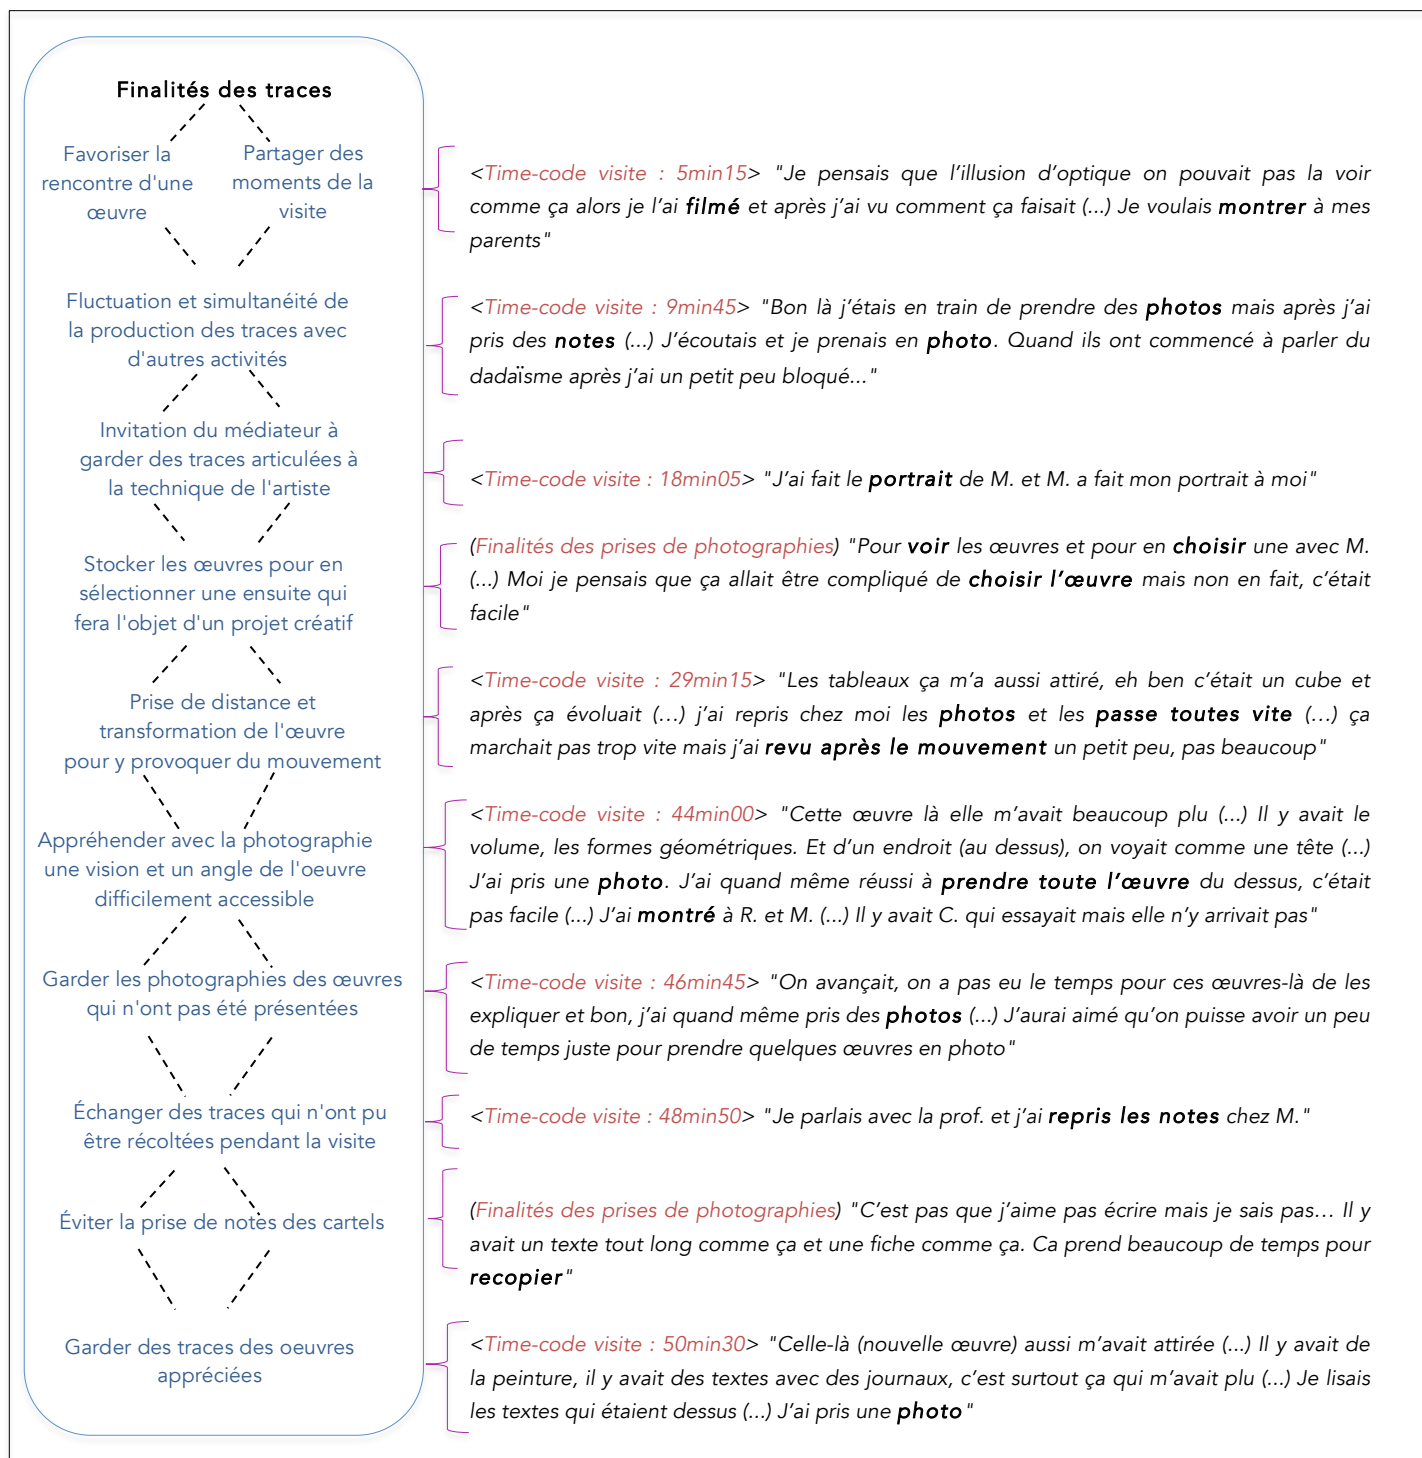 Finalités des traces
Favoriser la
rencontre d'une
œuvre
Partager des
moments de la
visite
<Time-code visite : 5min15> "Je pensais que l’illusion d’optique on pouvait pas la voir
comme ça alors je l’ai filmé et après j’ai vu comment ça faisait (...) Je voulais montrer à mes
parents"
Fluctuation et simultanéité de
la production des traces avec
d'autres activités
<Time-code visite : 9min45> "Bon là j’étais en train de prendre des photos mais après j’ai
pris des notes (...) J’écoutais et je prenais en photo. Quand ils ont commencé à parler du
dadaïsme après j’ai un petit peu bloqué..."
Invitation du médiateur à
garder des traces articulées à
la technique de l'artiste
<Time-code visite : 18min05> "J’ai fait le portrait de M. et M. a fait mon portrait à moi"
Stocker les œuvres pour en
sélectionner une ensuite qui
fera l'objet d'un projet créatif
(Finalités des prises de photographies) "Pour voir les œuvres et pour en choisir une avec M.
(...) Moi je pensais que ça allait être compliqué de choisir l’œuvre mais non en fait, c’était
facile"
Prise de distance et
transformation de l'œuvre
pour y provoquer du mouvement
<Time-code visite : 29min15> "Les tableaux ça m’a aussi attiré, eh ben c’était un cube et
après ça évoluait (…) j’ai repris chez moi les photos et les passe toutes vite (…) ça
marchait pas trop vite mais j’ai revu après le mouvement un petit peu, pas beaucoup"
Appréhender avec la photographie
une vision et un angle de l'oeuvre
difficilement accessible
<Time-code visite : 44min00> "Cette œuvre là elle m’avait beaucoup plu (...) Il y avait le
volume, les formes géométriques. Et d’un endroit (au dessus), on voyait comme une tête (...)
J’ai pris une photo. J’ai quand même réussi à prendre toute l’œuvre du dessus, c’était
pas facile (...) J’ai montré à R. et M. (...) Il y avait C. qui essayait mais elle n’y arrivait pas"
Garder les photographies des œuvres
qui n'ont pas été présentées
<Time-code visite : 46min45> "On avançait, on a pas eu le temps pour ces œuvres-là de les
expliquer et bon, j’ai quand même pris des photos (...) J’aurai aimé qu’on puisse avoir un peu
de temps juste pour prendre quelques œuvres en photo"
Échanger des traces qui n'ont pu
être récoltées pendant la visite
<Time-code visite : 48min50> "Je parlais avec la prof. et j’ai repris les notes chez M."
Éviter la prise de notes des cartels
(Finalités des prises de photographies) "C’est pas que j’aime pas écrire mais je sais pas… Il y
avait un texte tout long comme ça et une fiche comme ça. Ca prend beaucoup de temps pour
recopier"
Garder des traces des oeuvres
appréciées
<Time-code visite : 50min30> "Celle-là (nouvelle œuvre) aussi m’avait attirée (...) Il y avait de
la peinture, il y avait des textes avec des journaux, c’est surtout ça qui m’avait plu (...) Je lisais
les textes qui étaient dessus (...) J’ai pris une photo"